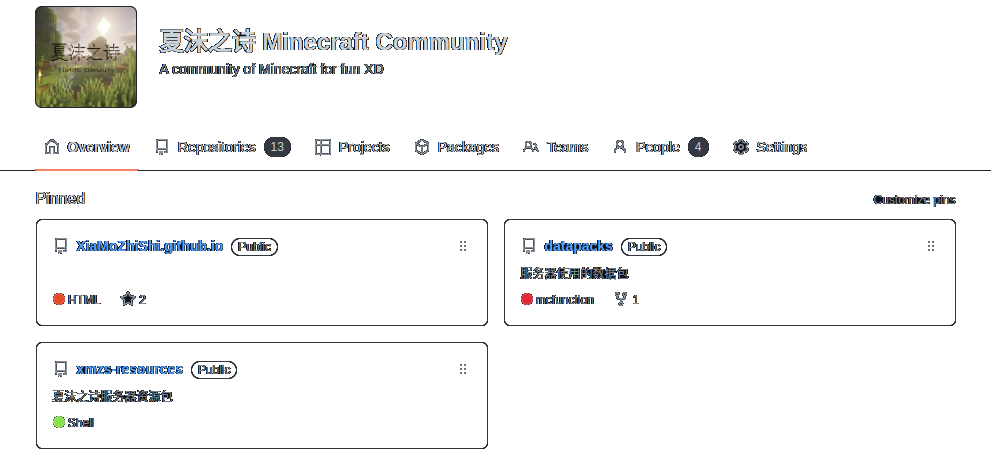 夏沫之诗
夏沫之诗 Minecraft Community
A community of Minecraft for fun XD
Overview
Repositories 13
Projects
Packages
Teams
People 4
Settings
Pinned
Customize pins
XiaMoZhiShi.github.io Public
HTML 2
datapacks Public
服务器使用的数据包
mcfunction 1
xmzs-resources Public
夏沫之诗服务器资源包
Shell